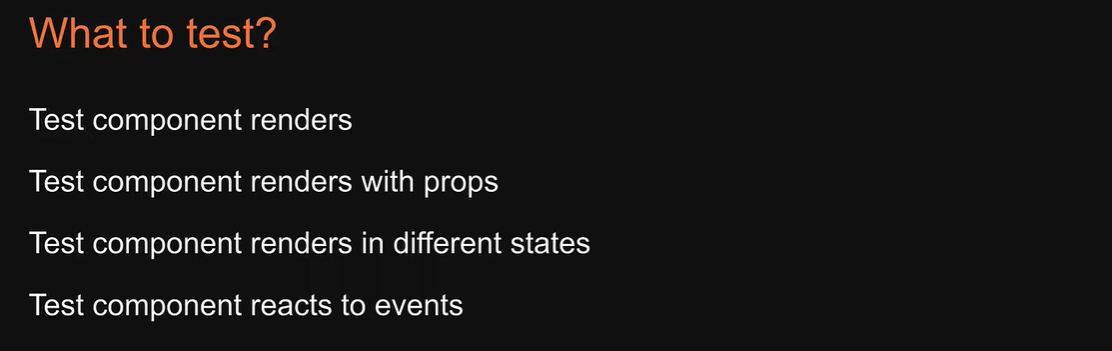 What to test?
Test component renders
Test component renders with props
Test component renders in different states
Test component reacts to events